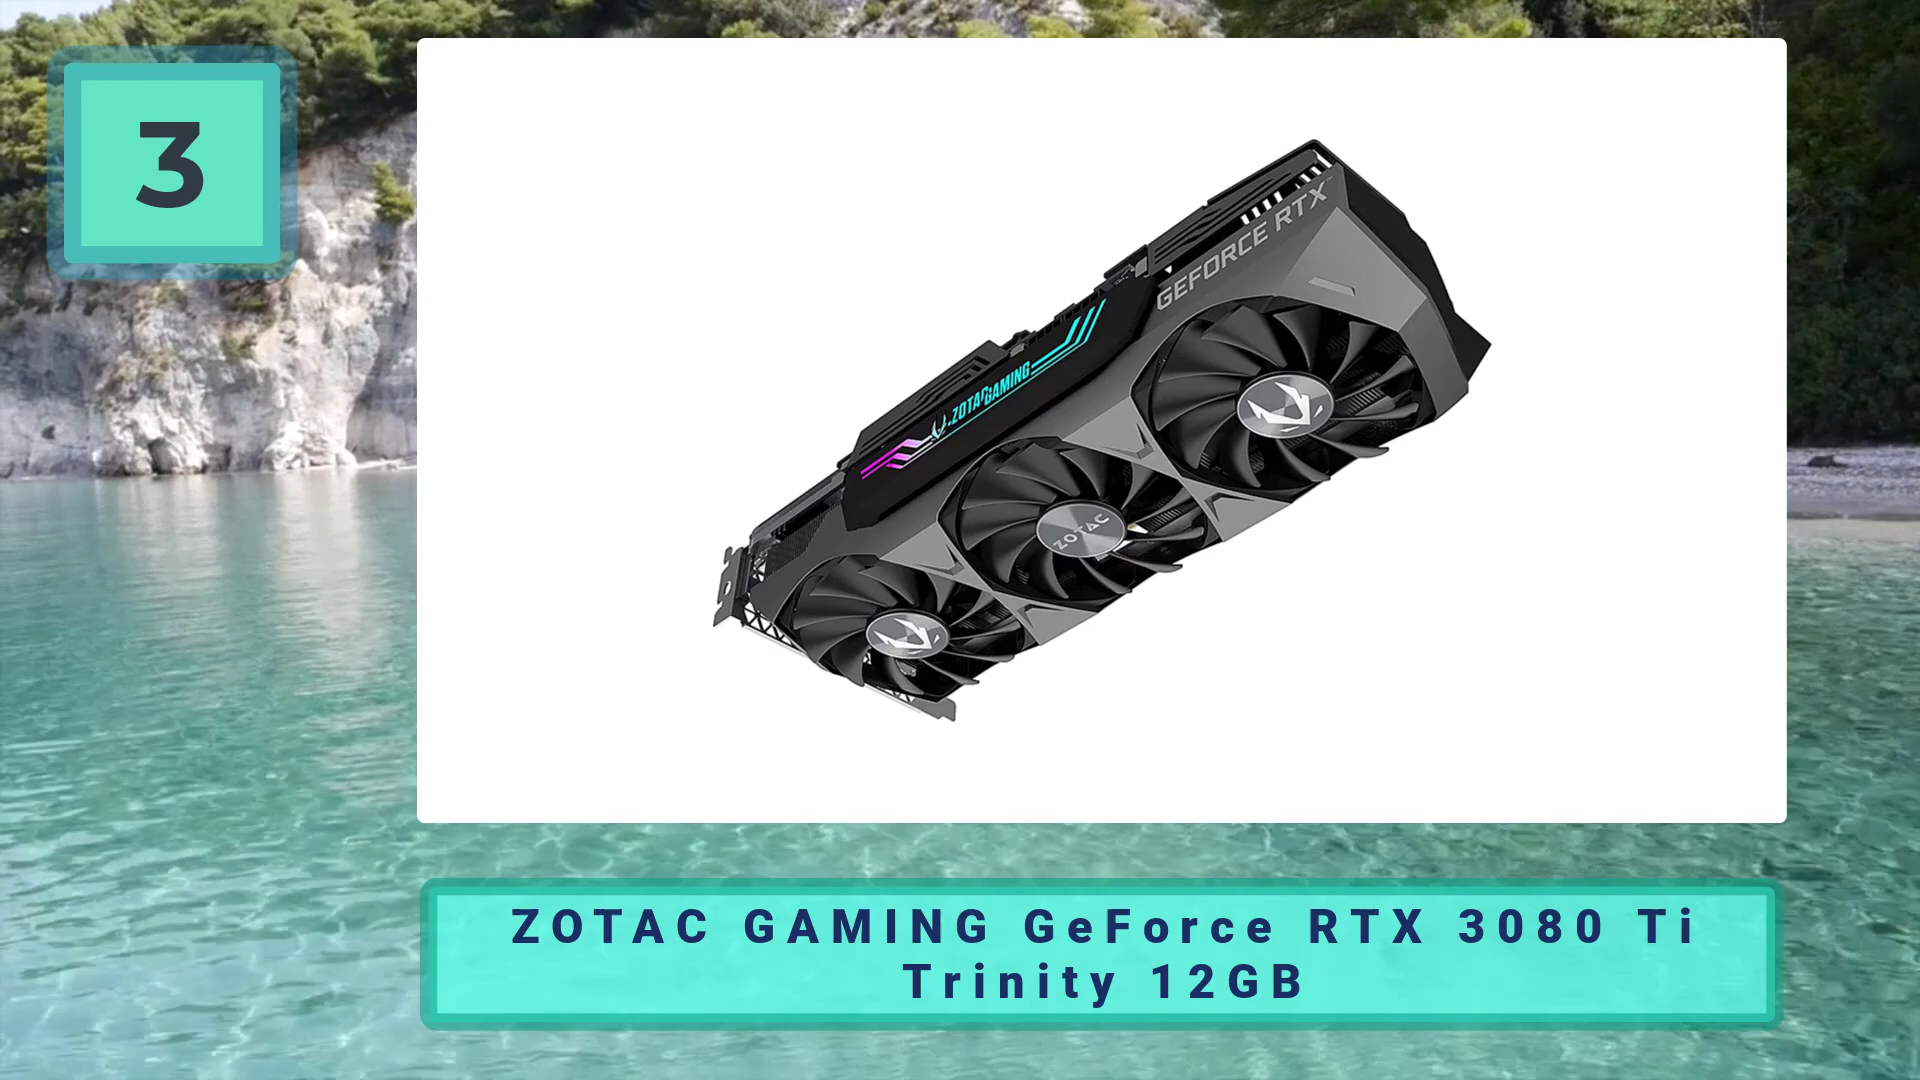 3
GEFORCE RTX
ZOTAC GAMING
ZOTAC
ZOTAC GAMING GeForce RTX 3080 Ti
Trinity 12GB